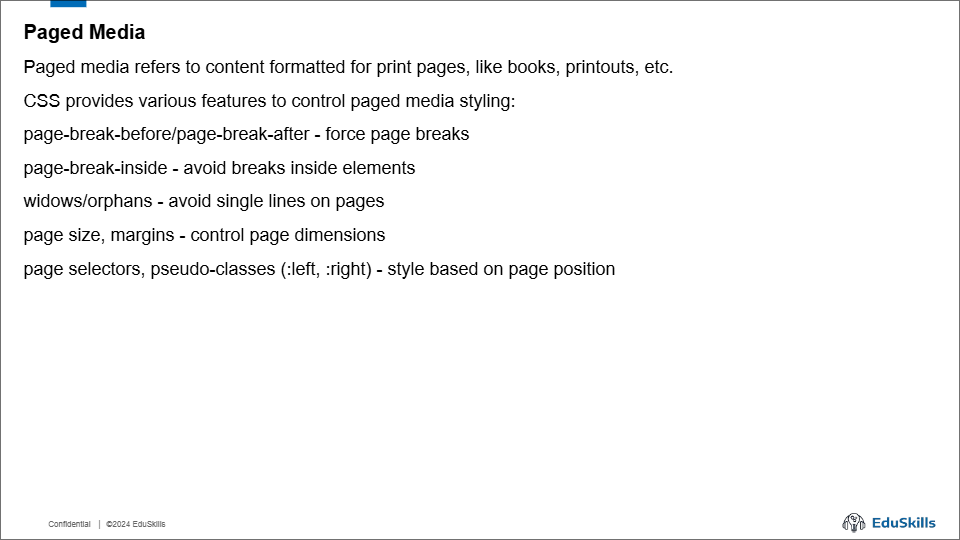 Paged Media
Paged media refers to content formatted for print pages, like books, printouts, etc.
CSS provides various features to control paged media styling:
page-break-before/page-break-after - force page breaks
page-break-inside - avoid breaks inside elements
widows/orphans - avoid single lines on pages
page size, margins - control page dimensions
page selectors, pseudo-classes (:left, :right) - style based on page position
Confidential | ©2024 EduSkills
EduSkills